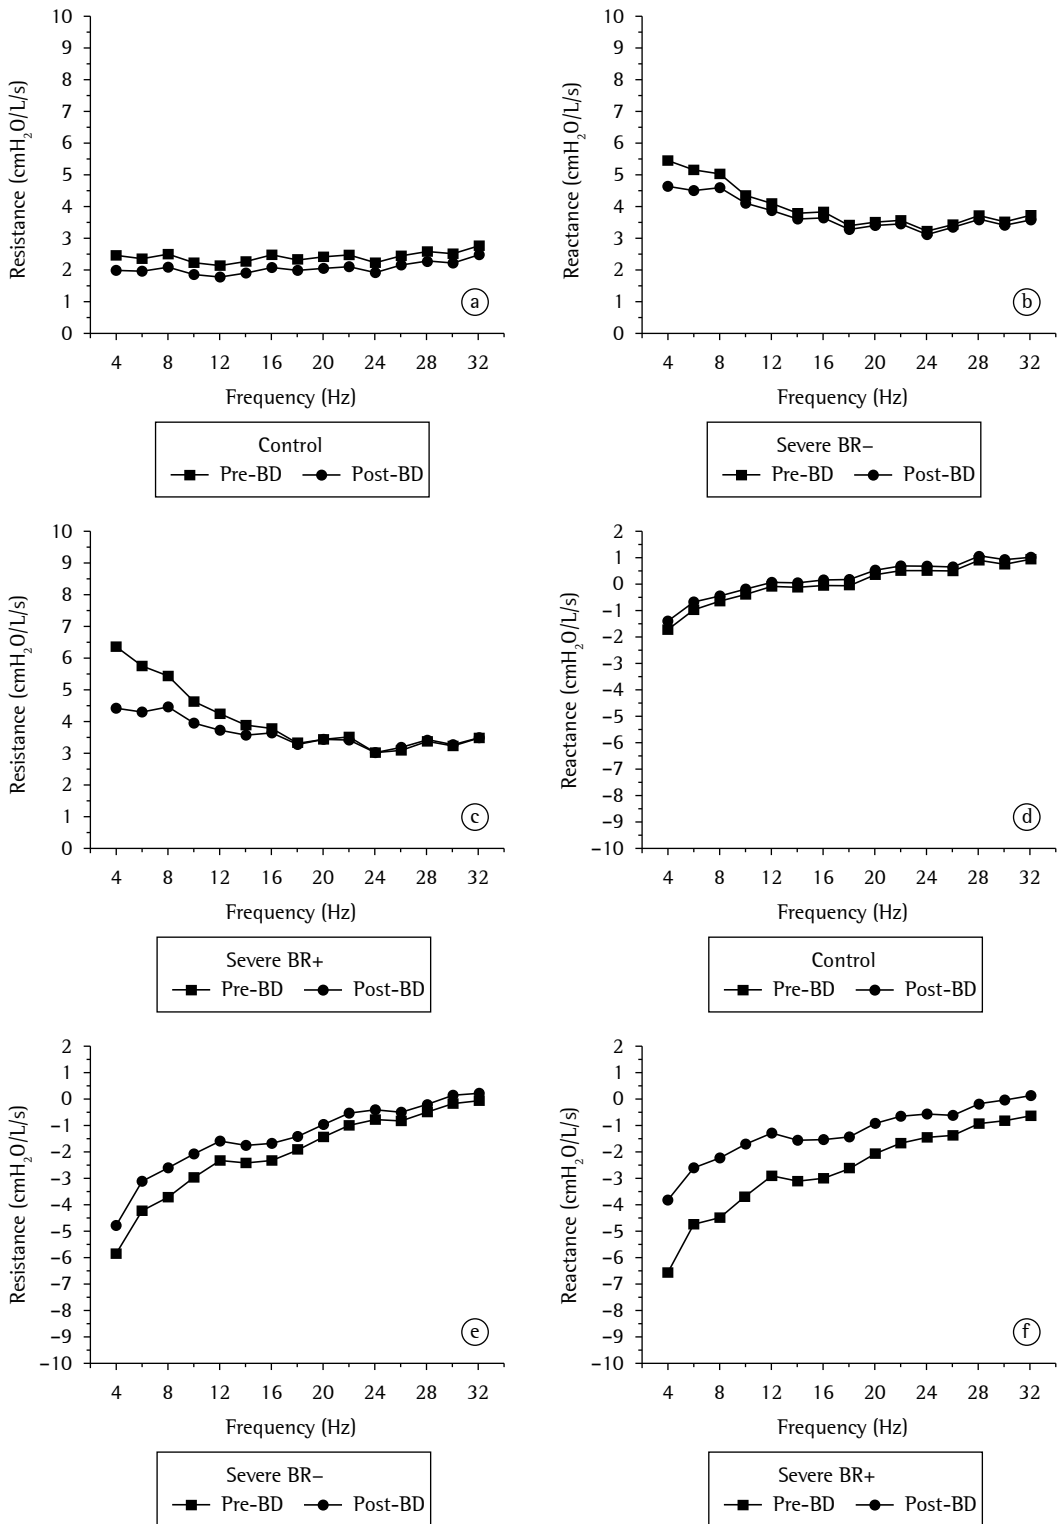 10
9
8
7
6
5
4
3
2
1
0
Resistance (cmH2O/L/s)
4 8 12 16 20 24 28 32
Frequency (Hz)
a
Control
Pre-BD Post-BD
10
9
8
7
6
5
4
3
2
1
0
Reactance (cmH2O/L/s)
4 8 12 16 20 24 28 32
Frequency (Hz)
b
Severe BR−
Pre-BD Post-BD
10
9
8
7
6
5
4
3
2
1
0
Resistance (cmH2O/L/s)
4 8 12 16 20 24 28 32
Frequency (Hz)
c
Severe BR+
Pre-BD Post-BD
2
1
0
−1
−2
−3
−4
−5
−6
−7
−8
−9
−10
Reactance (cmH2O/L/s)
4 8 12 16 20 24 28 32
Frequency (Hz)
d
Control
Pre-BD Post-BD
2
1
0
−1
−2
−3
−4
−5
−6
−7
−8
−9
−10
Resistance (cmH2O/L/s)
4 8 12 16 20 24 28 32
Frequency (Hz)
e
Severe BR−
Pre-BD Post-BD
2
1
0
−1
−2
−3
−4
−5
−6
−7
−8
−9
−10
Reactance (cmH2O/L/s)
4 8 12 16 20 24 28 32
Frequency (Hz)
f
Severe BR+
Pre-BD Post-BD